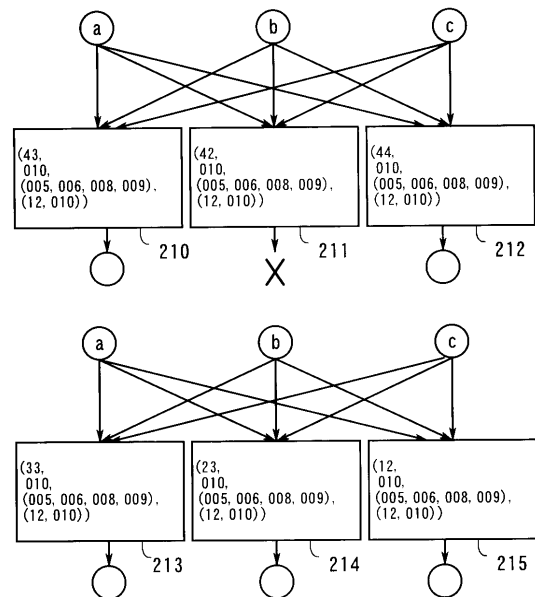 a b c
(43,
010,
(005, 006, 008, 009),
(12, 010))
(42,
010,
(005, 006, 008, 009),
(12, 010))
(44,
010,
(005, 006, 008, 009),
(12, 010))
210 211 212
X
a b c
(33,
010,
(005, 006, 008, 009),
(12, 010))
(23,
010,
(005, 006, 008, 009),
(12, 010))
(12,
010,
(005, 006, 008, 009),
(12, 010))
213 214 215